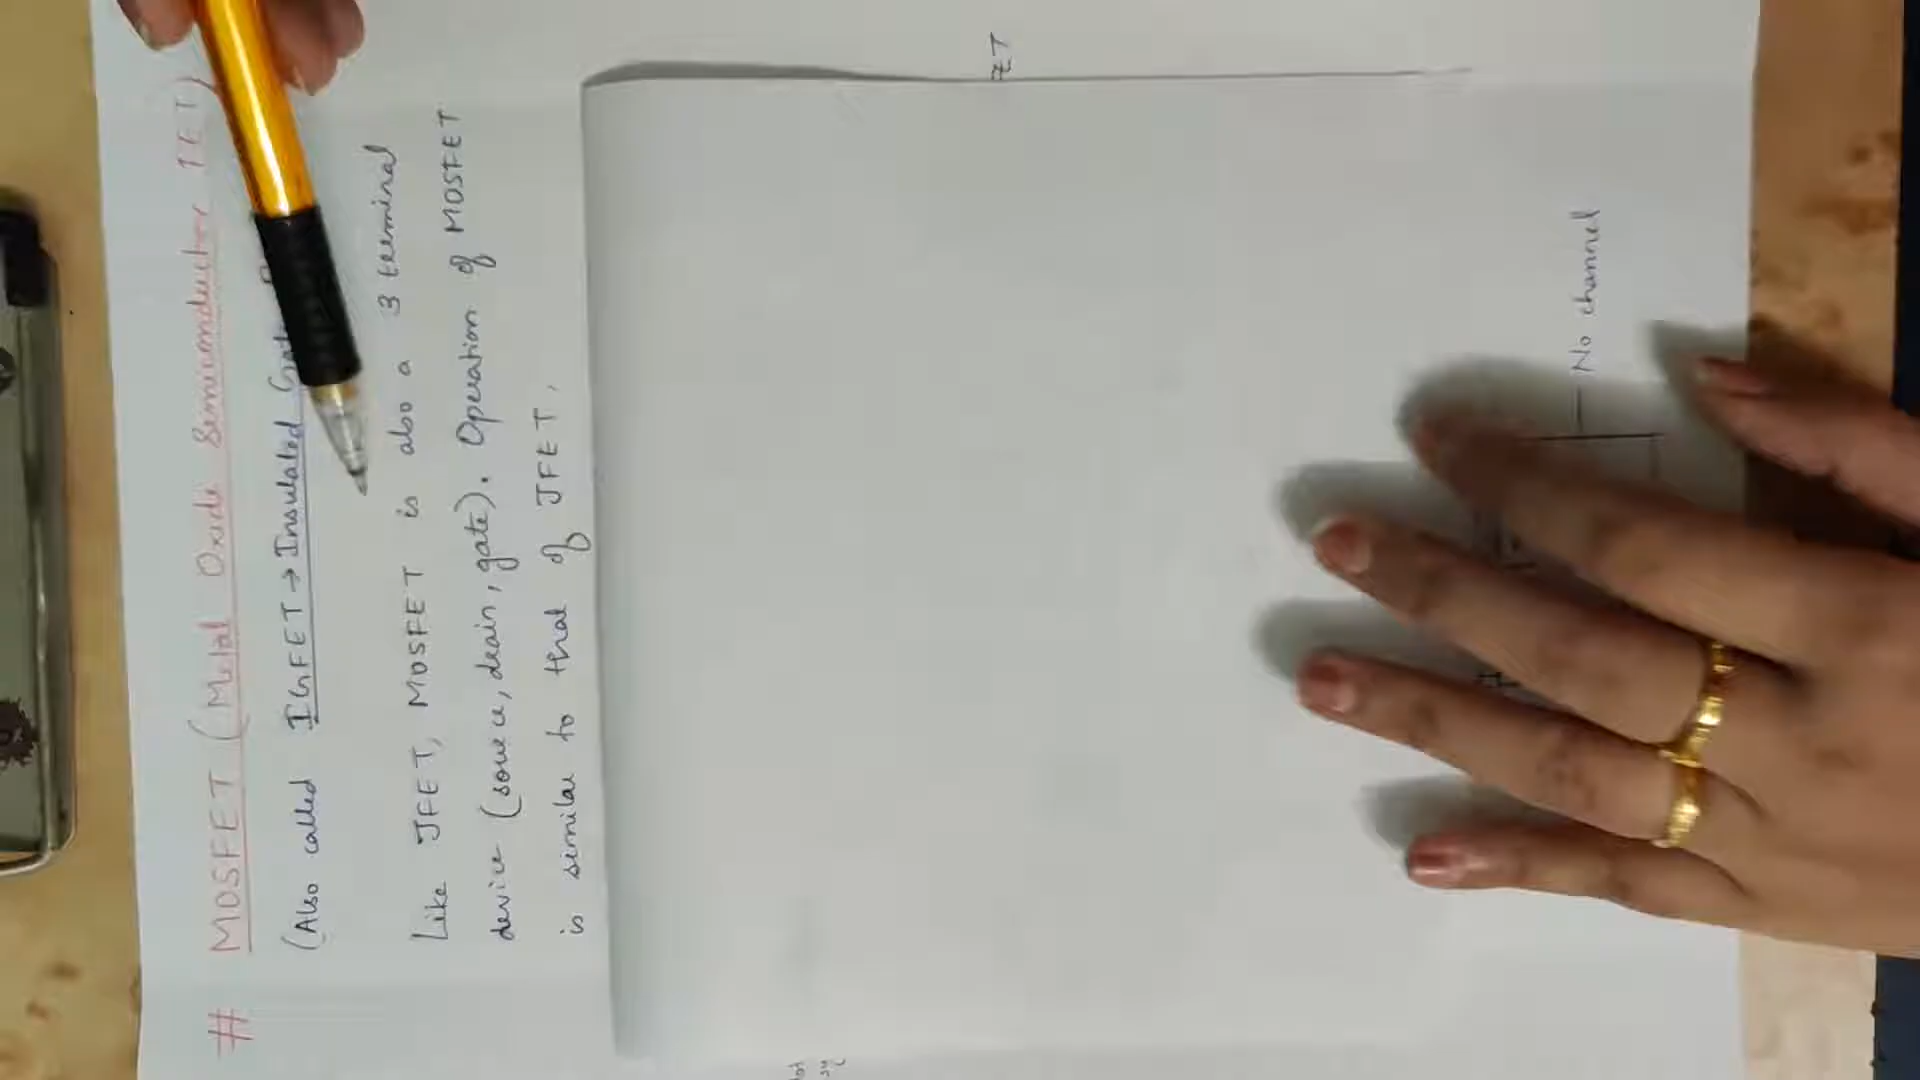 # MOSFET (Metal Oxide Semiconductor FET)
(Also called IGFET → Insulated
Like JFET, MOSFET is also a 3 terminal
device (source, drain, gate). Operation of MOSFET
is similar to that of JFET.
No channel